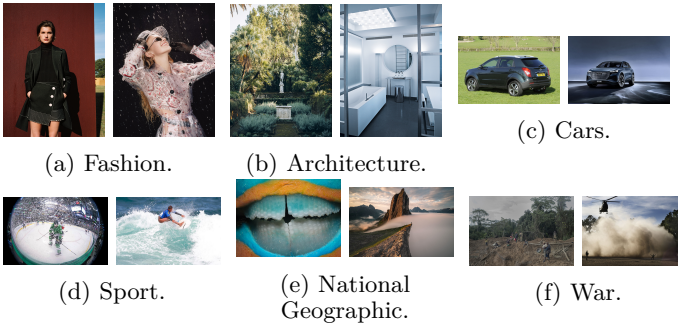 (a) Fashion.
(b) Architecture.
(c) Cars.
(d) Sport.
(e) National
Geographic.
(f) War.